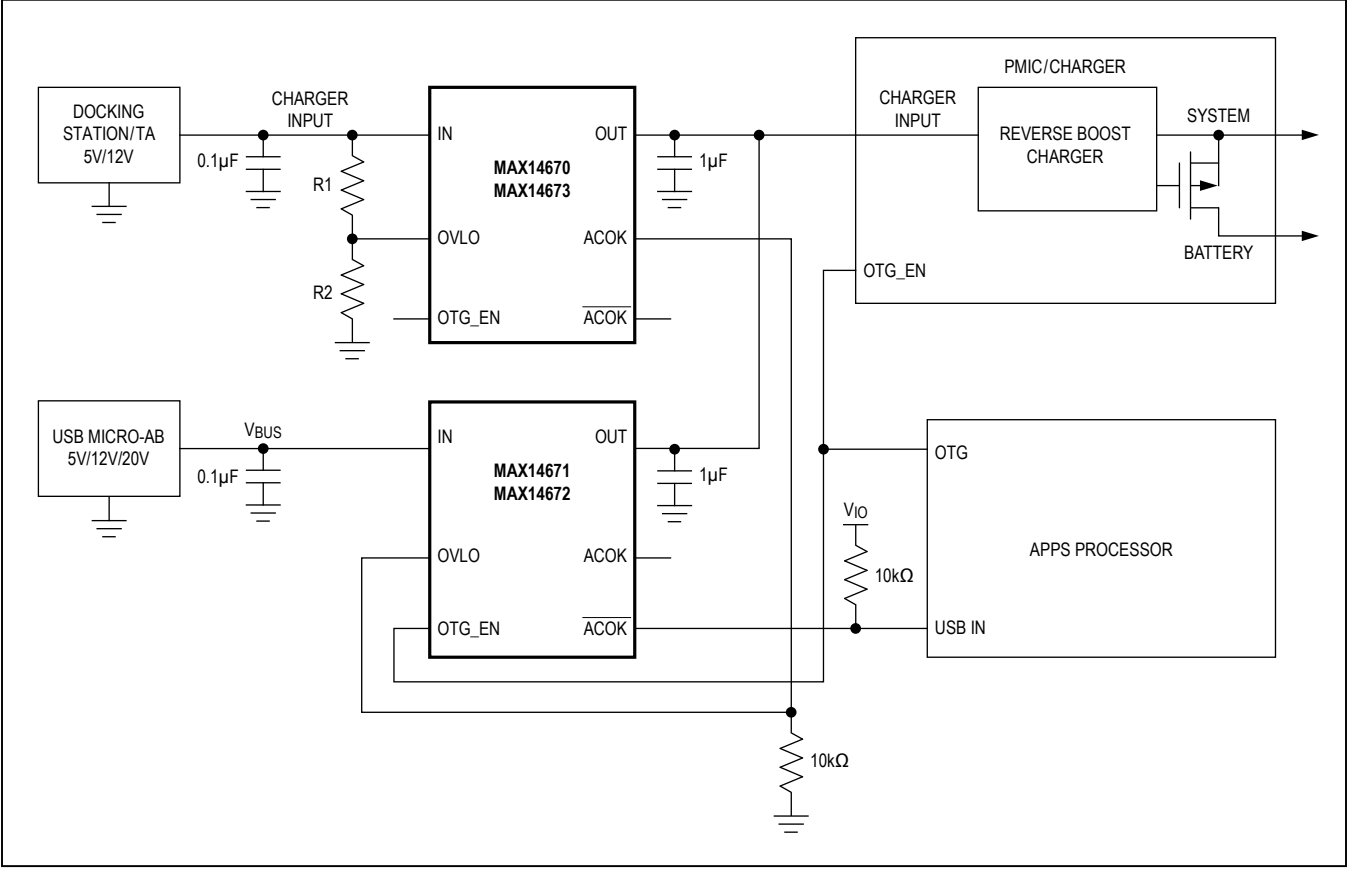 DOCKING
STATION/TA
5V/12V
CHARGER
INPUT
0.1µF
R1
R2
IN
OUT
MAX14670
MAX14673
OVLO
ACOK
OTG_EN
ACOK
1µF
PMIC/CHARGER
CHARGER
INPUT
REVERSE BOOST
CHARGER
SYSTEM
BATTERY
OTG_EN
USB MICRO-AB
5V/12V/20V
VBUS
0.1µF
IN
OUT
MAX14671
MAX14672
OVLO
ACOK
OTG_EN
ACOK
1µF
VIO
10kΩ
OTG
APPS PROCESSOR
USB IN
10kΩ